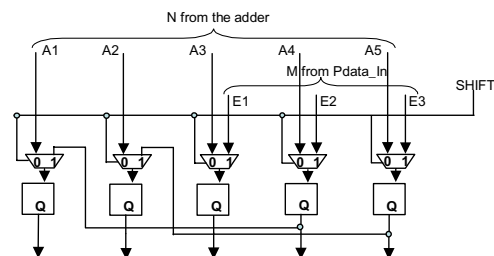 N from the adder
A1 A2 A3 A4 A5
M from Pdata_In
SHIFT
E1 E2 E3
0 1 0 1 0 1 0 1 0 1
Q Q Q Q Q